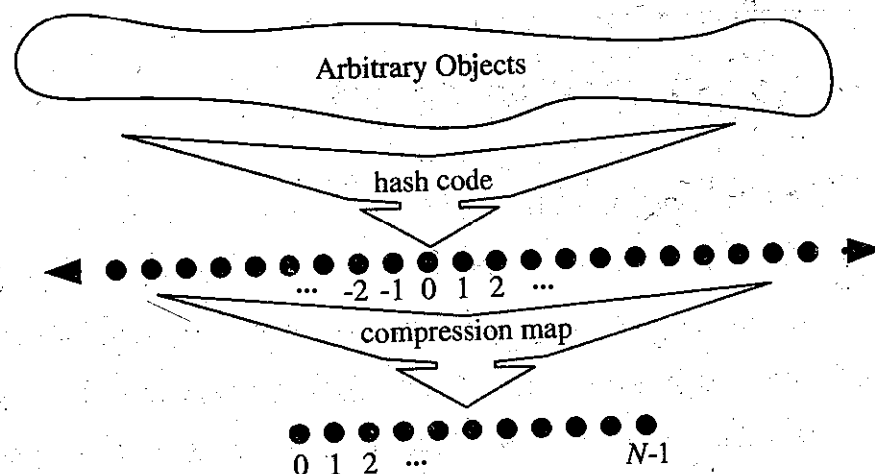 Arbitrary Objects
hash code
... -2 -1 0 1 2 ...
compression map
0 1 2 ... N-1